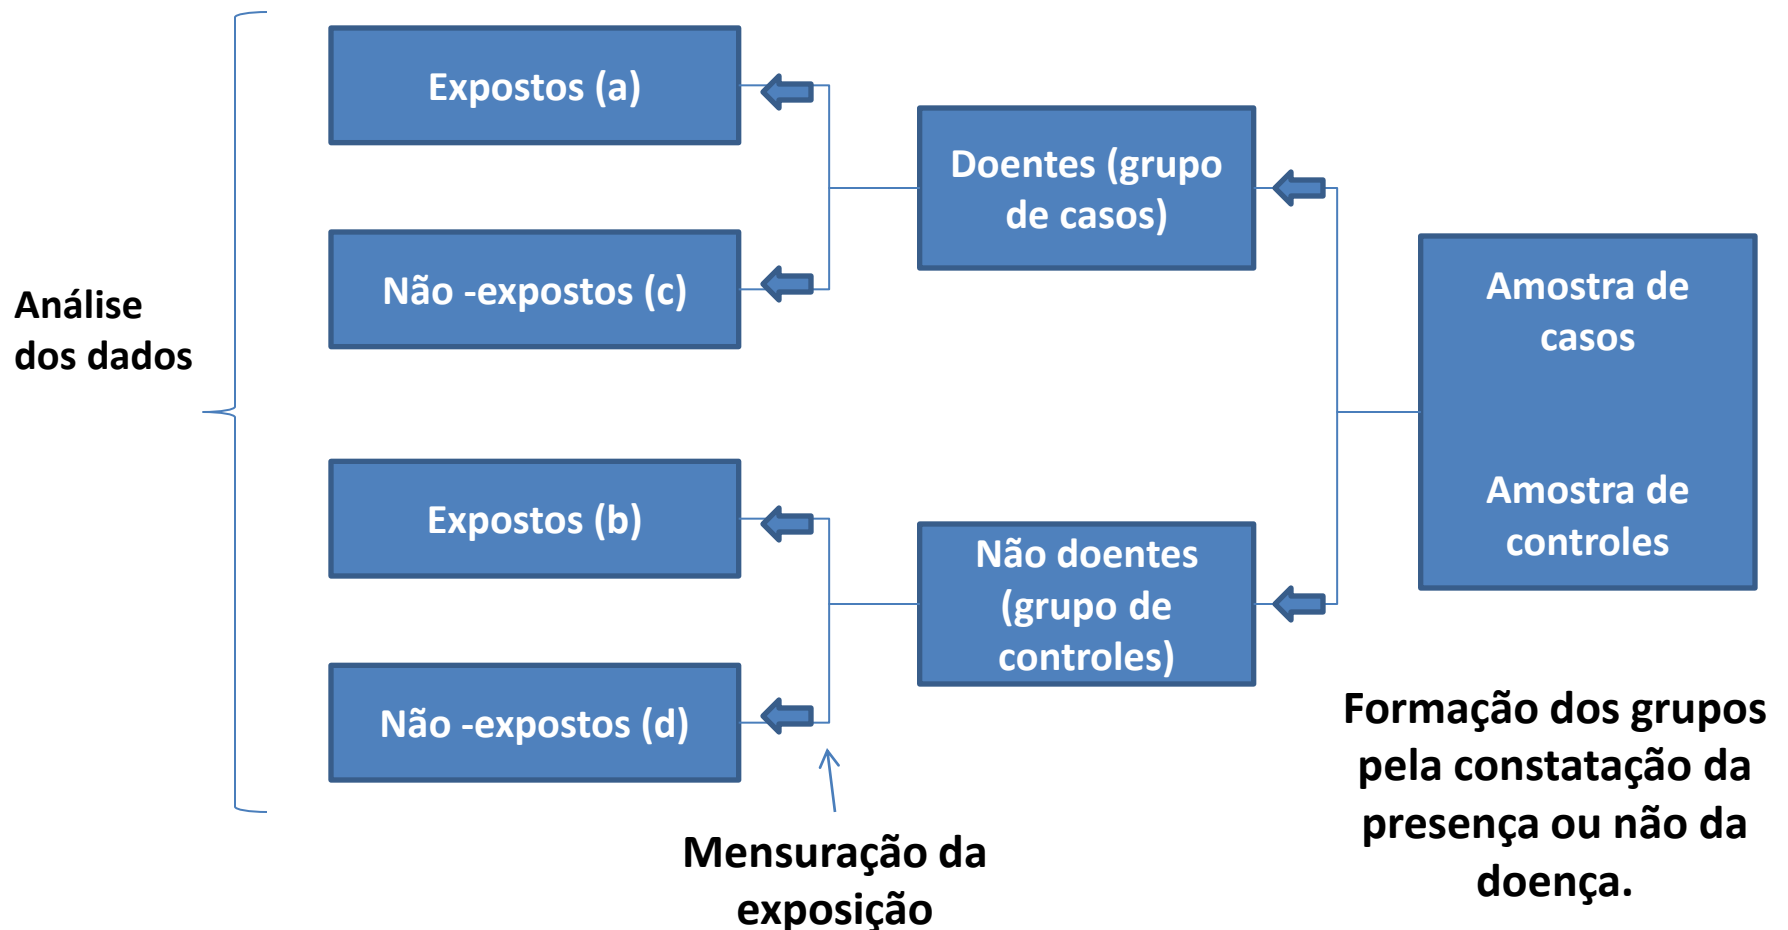 Análise
dos dados
Expostos (a)
Não -expostos (c)
Expostos (b)
Não -expostos (d)
Mensuração da
exposição
Doentes (grupo
de casos)
Não doentes
(grupo de
controles)
Amostra de
casos
Amostra de
controles
Formação dos grupos
pela constatação da
presença ou não da
doença.